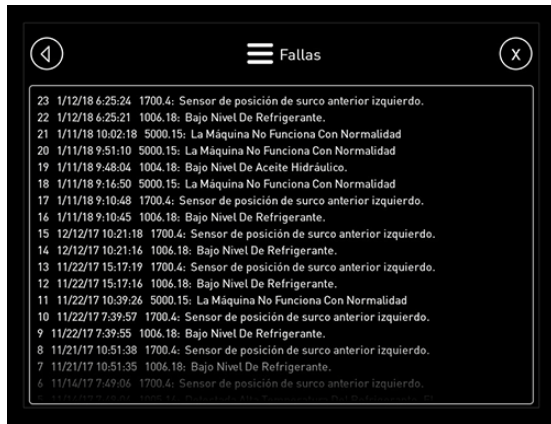 Fallas
X
23 1/12/18 6:25:24 1700.4: Sensor de posición de surco anterior izquierdo.
22 1/12/18 6:25:21 1006.18: Bajo Nivel De Refrigerante.
21 1/11/18 10:02:18 5000.15: La Máquina No Funciona Con Normalidad
20 1/11/18 9:51:10 5000.15: La Máquina No Funciona Con Normalidad
19 1/11/18 9:48:04 1004.18: Bajo Nivel De Aceite Hidráulico.
18 1/11/18 9:16:50 5000.15: La Máquina No Funciona Con Normalidad
17 1/11/18 9:10:48 1700.4: Sensor de posición de surco anterior izquierdo.
16 1/11/18 9:10:45 1006.18: Bajo Nivel De Refrigerante.
15 12/12/17 10:21:18 1700.4: Sensor de posición de surco anterior izquierdo.
14 12/12/17 10:21:16 1006.18: Bajo Nivel De Refrigerante.
13 11/22/17 15:17:19 1700.4: Sensor de posición de surco anterior izquierdo.
12 11/22/17 15:17:16 1006.18: Bajo Nivel De Refrigerante.
11 11/22/17 10:39:26 5000.15: La Máquina No Funciona Con Normalidad
10 11/22/17 7:39:57 1700.4: Sensor de posición de surco anterior izquierdo.
9 11/22/17 7:39:55 1006.18: Bajo Nivel De Refrigerante.
8 11/21/17 10:51:38 1700.4: Sensor de posición de surco anterior izquierdo.
7 11/21/17 10:51:35 1006.18: Bajo Nivel De Refrigerante.
6 11/14/17 7:49:06 1700.4: Sensor de posición de surco anterior izquierdo.